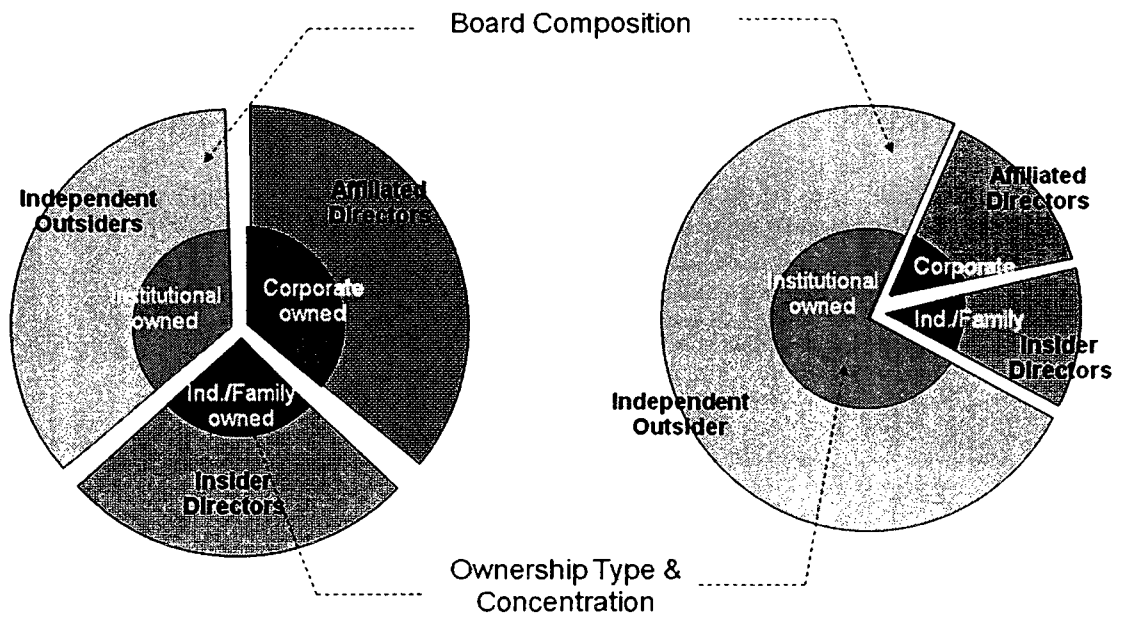 Board Composition
Independent
Outsiders
Affiliated
Directors
Institutional
owned
Corporate
owned
Ind./Family
owned
Insider
Directors
Affiliated
Directors
Corporate
Institutional
owned
Ind./Family
Insider
Directors
Independent
Outsider
Ownership Type &
Concentration